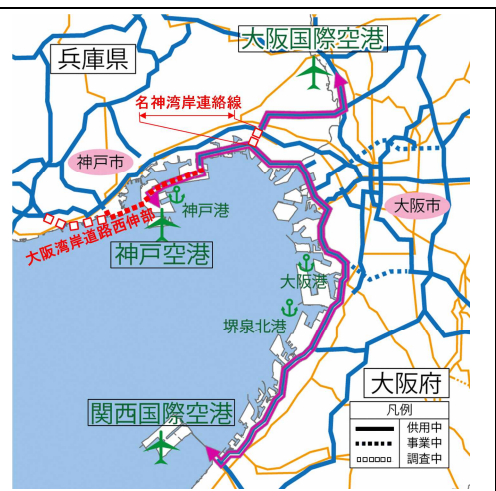 大阪国際空港
兵庫県
名神湾岸連絡線
神戸市
大阪市
神戸港
大阪湾岸道路西伸部
神戸空港
大阪港
堺泉北港
大阪府
関西国際空港
凡例
供用中
事業中
調査中